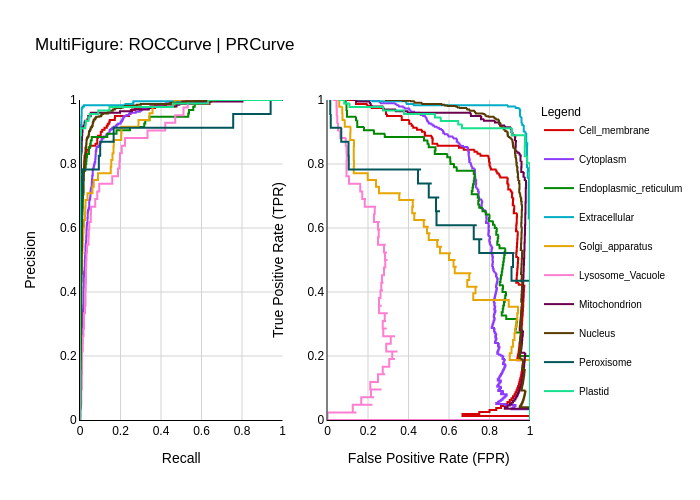 MultiFigure: ROCCurve | PRCurve
Precision
1
0.8
0.6
0.4
0.2
0
0 0.2 0.4 0.6 0.8 1
Recall
True Positive Rate (TPR)
1
0.8
0.6
0.4
0.2
0
0 0.2 0.4 0.6 0.8 1
False Positive Rate (FPR)
Legend
Cell_membrane
Cytoplasm
Endoplasmic_reticulum
Extracellular
Golgi_apparatus
Lysosome_Vacuole
Mitochondrion
Nucleus
Peroxisome
Plastid